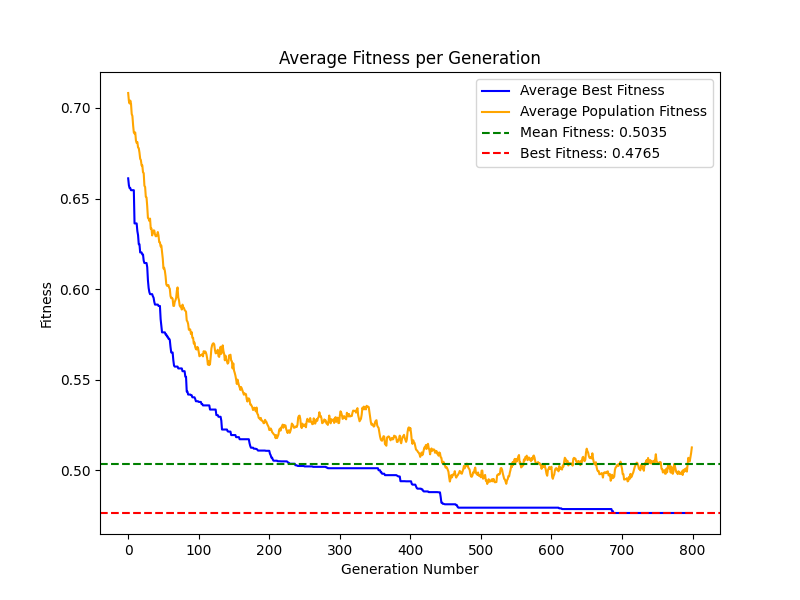 Average Fitness per Generation
Average Best Fitness
Average Population Fitness
Mean Fitness: 0.5035
Best Fitness: 0.4765
Fitness
0.70
0.65
0.60
0.55
0.50
0
100
200
300
400
500
600
700
800
Generation Number